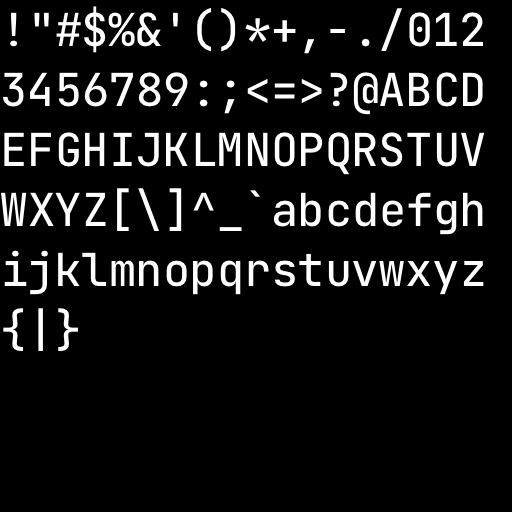 !"#$%&'()*+,-./012
3456789:;<=>?@ABCD
EFGHIJKLMNOPQRSTUV
WXYZ[\]^_`abcdefgh
ijklmnopqrstuvwxyz
{|}